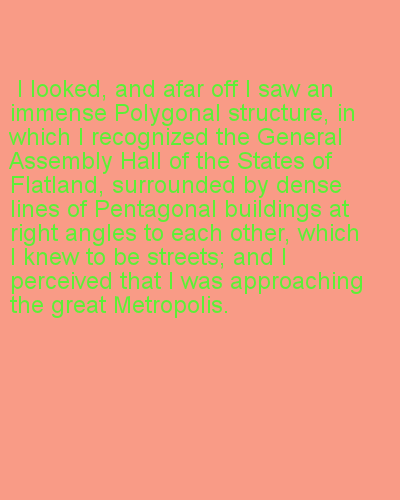 I looked, and afar off I saw an
immense Polygonal structure, in
which I recognized the General
Assembly Hall of the States of
Flatland, surrounded by dense
lines of Pentagonal buildings at
right angles to each other, which
I knew to be streets; and I
perceived that I was approaching
the great Metropolis.